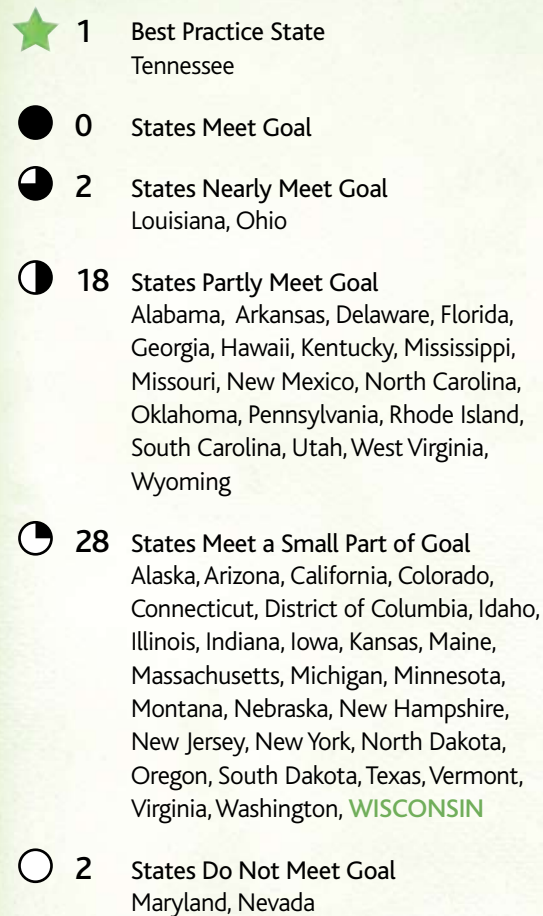 1 Best Practice State
Tennessee
0 States Meet Goal
2 States Nearly Meet Goal
Louisiana, Ohio
18 States Partly Meet Goal
Alabama, Arkansas, Delaware, Florida,
Georgia, Hawaii, Kentucky, Mississippi,
Missouri, New Mexico, North Carolina,
Oklahoma, Pennsylvania, Rhode Island,
South Carolina, Utah, West Virginia,
Wyoming
28 States Meet a Small Part of Goal
Alaska, Arizona, California, Colorado,
Connecticut, District of Columbia, Idaho,
Illinois, Indiana, Iowa, Kansas, Maine,
Massachusetts, Michigan, Minnesota,
Montana, Nebraska, New Hampshire,
New Jersey, New York, North Dakota,
Oregon, South Dakota, Texas, Vermont,
Virginia, Washington, WISCONSIN
2 States Do Not Meet Goal
Maryland, Nevada